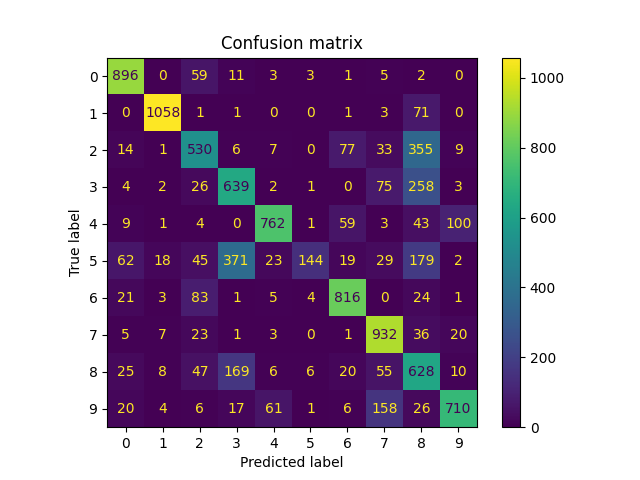 Confusion matrix
True label
0 896 0 59 11 3 3 1 5 2 0
1 0 1058 1 1 0 0 1 3 71 0
2 14 1 530 6 7 0 77 33 355 9
3 4 2 26 639 2 1 0 75 258 3
4 9 1 4 0 762 1 59 3 43 100
5 62 18 45 371 23 144 19 29 179 2
6 21 3 83 1 5 4 816 0 24 1
7 5 7 23 1 3 0 1 932 36 20
8 25 8 47 169 6 6 20 55 628 10
9 20 4 6 17 61 1 6 158 26 710
0 1 2 3 4 5 6 7 8 9
Predicted label
1000
800
600
400
200
0